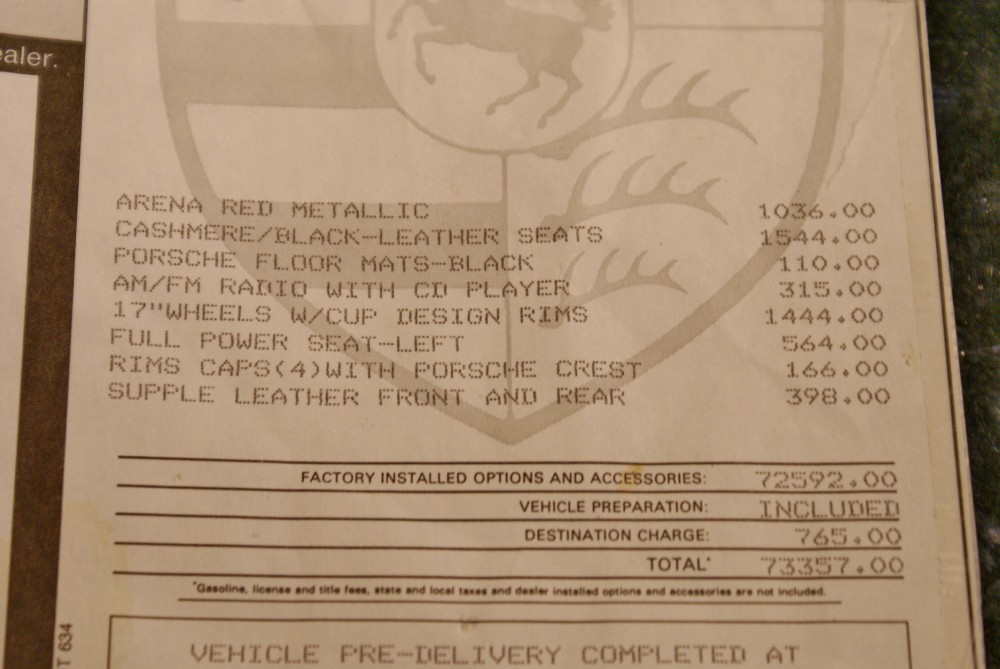 ealer.
ARENA RED METALLIC 1036.00
CASHMERE/BLACK-LEATHER SEATS 1544.00
PORSCHE FLOOR MATS-BLACK 110.00
AM/FM RADIO WITH CD PLAYER 315.00
17"WHEELS W/CUP DESIGN RIMS 1444.00
FULL POWER SEAT-LEFT 564.00
RIMS CAPS(4)WITH PORSCHE CREST 166.00
SUPPLE LEATHER FRONT AND REAR 398.00
FACTORY INSTALLED OPTIONS AND ACCESSORIES: 72592.00
VEHICLE PREPARATION: INCLUDED
DESTINATION CHARGE: 765.00
TOTAL* 73357.00
*Gasoline, license and title fees, state and local taxes and dealer installed options and accessories are not included.
VEHICLE PRE-DELIVERY COMPLETED AT
T 634